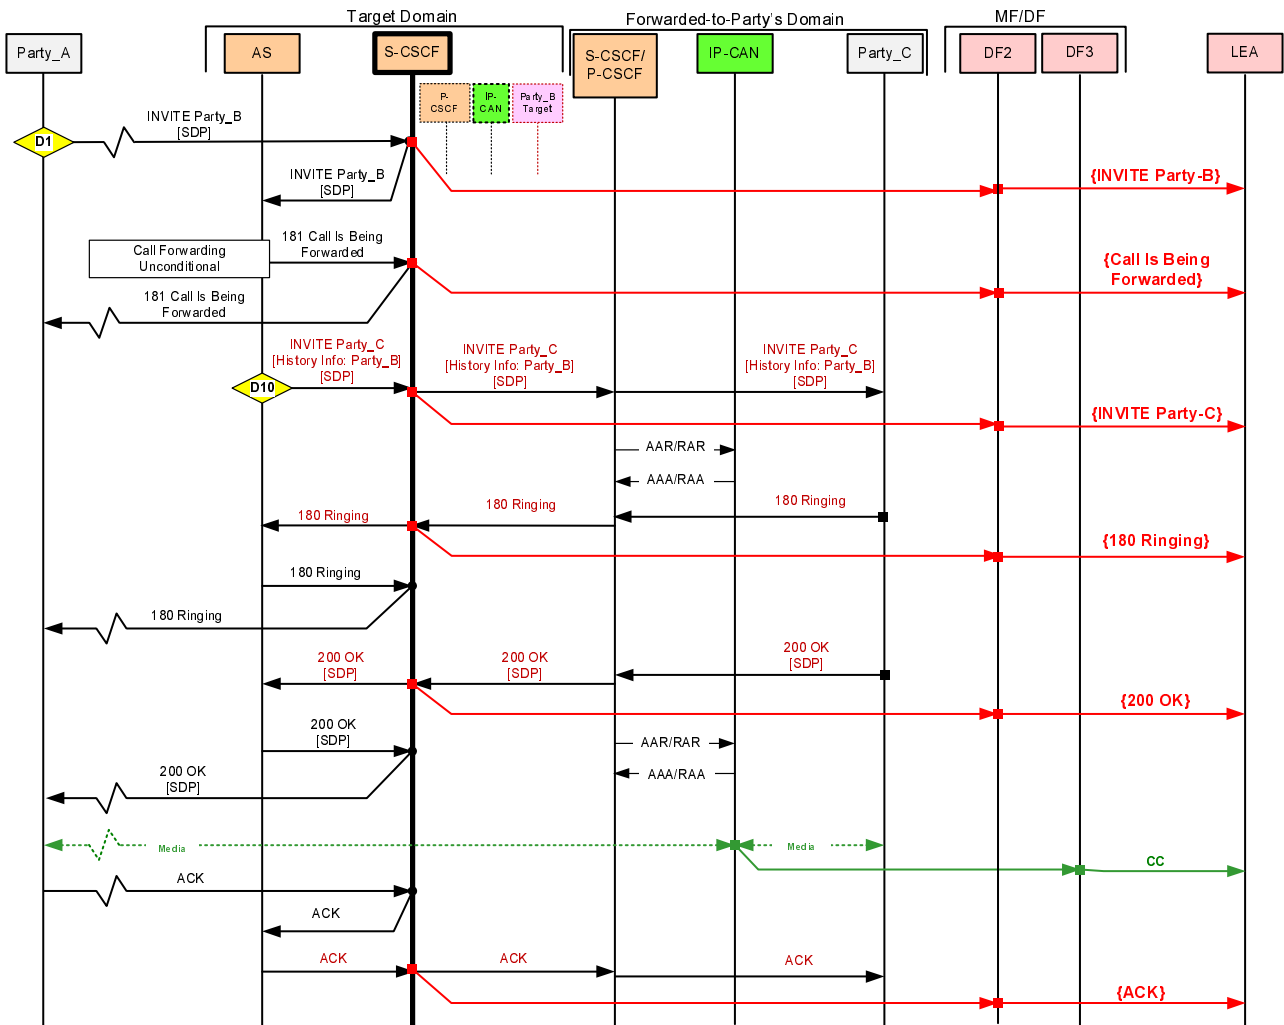 Target Domain
Forwarded-to-Party's Domain
MF/DF
Party_A
AS
S-CSCF
S-CSCF/
P-CSCF
IP-CAN
Party_C
DF2
DF3
LEA
P-
CSCF
IP-
CAN
Party_B
Target
D1
INVITE Party_B
[SDP]
INVITE Party_B
[SDP]
{INVITE Party-B}
Call Forwarding
Unconditional
181 Call Is Being
Forwarded
{Call Is Being
Forwarded}
181 Call Is Being
Forwarded
D10
INVITE Party_C
[History Info: Party_B]
[SDP]
INVITE Party_C
[History Info: Party_B]
[SDP]
INVITE Party_C
[History Info: Party_B]
[SDP]
{INVITE Party-C}
AAR/RAR
AAA/RAA
180 Ringing
180 Ringing
180 Ringing
{180 Ringing}
180 Ringing
180 Ringing
200 OK
[SDP]
200 OK
[SDP]
200 OK
[SDP]
{200 OK}
200 OK
[SDP]
AAR/RAR
200 OK
[SDP]
AAA/RAA
Media
Media
CC
ACK
ACK
ACK
ACK
ACK
{ACK}